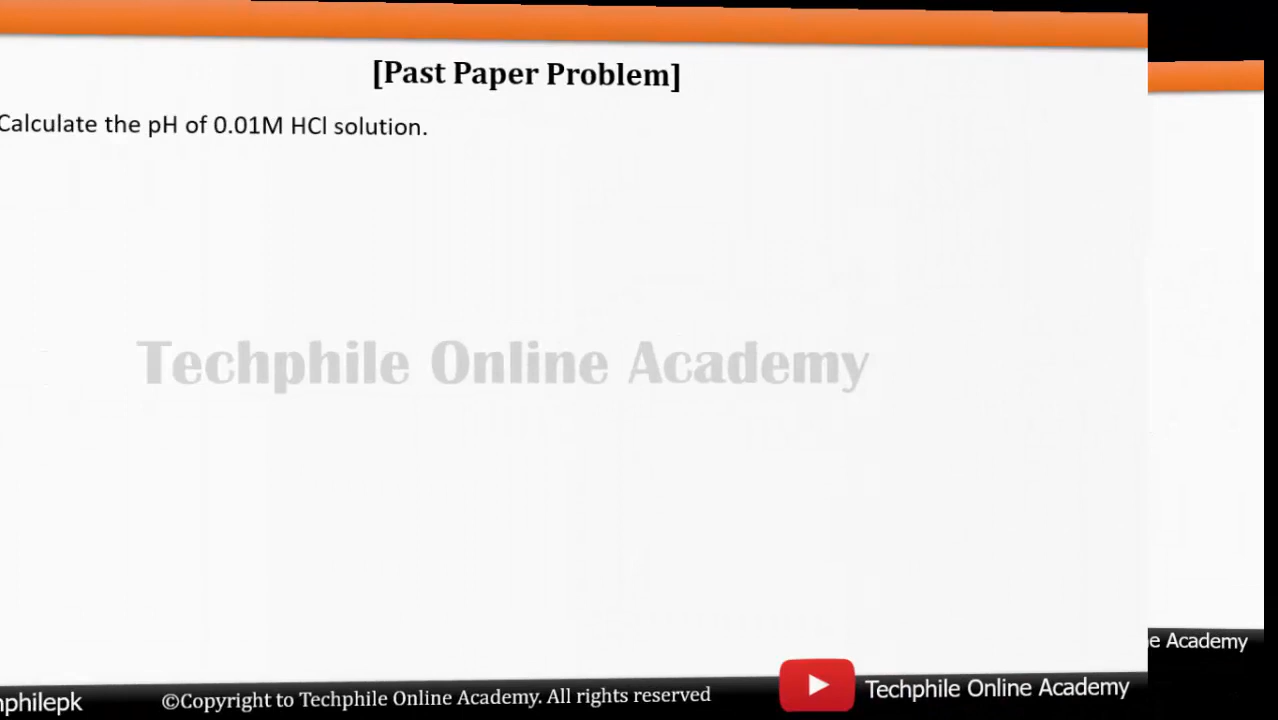 [Past Paper Problem]
Calculate the pH of 0.01M HCl solution.
Techphile Online Academy
hphilepk ©Copyright to Techphile Online Academy. All rights reserved Techphile Online Academy
e Academy